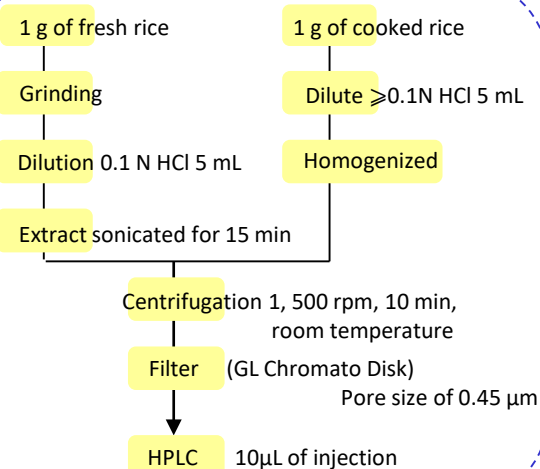 1 g of fresh rice
Grinding
Dilution 0.1 N HCl 5 mL
Extract sonicated for 15 min
1 g of cooked rice
Dilute ⩾0.1N HCl 5 mL
Homogenized
Centrifugation 1, 500 rpm, 10 min,
room temperature
Filter (GL Chromato Disk)
Pore size of 0.45 µm
HPLC 10µL of injection